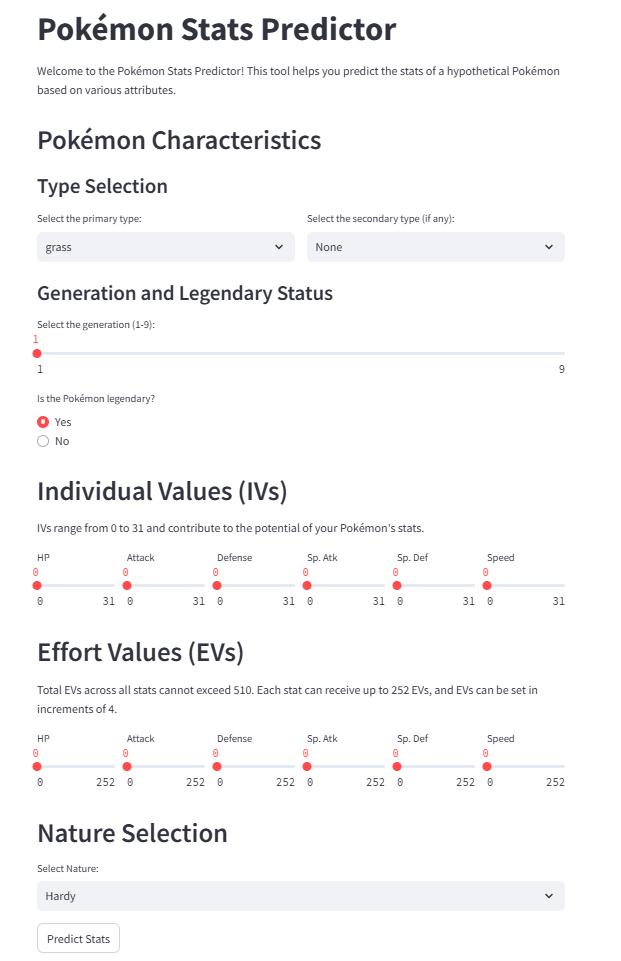 Pokémon Stats Predictor
Welcome to the Pokémon Stats Predictor! This tool helps you predict the stats of a hypothetical Pokémon
based on various attributes.
Pokémon Characteristics
Type Selection
Select the primary type:
Select the secondary type (if any):
grass
None
Generation and Legendary Status
Select the generation (1-9):
1
1 9
Is the Pokémon legendary?
Yes
No
Individual Values (IVs)
IVs range from 0 to 31 and contribute to the potential of your Pokémon's stats.
HP Attack Defense Sp. Atk Sp. Def Speed
0 0 0 0 0 0
0 31 0 31 0 31 0 31 0 31 0 31
Effort Values (EVs)
Total EVs across all stats cannot exceed 510. Each stat can receive up to 252 EVs, and EVs can be set in
increments of 4.
HP Attack Defense Sp. Atk Sp. Def Speed
0 0 0 0 0 0
0 252 0 252 0 252 0 252 0 252 0 252
Nature Selection
Select Nature:
Hardy
Predict Stats